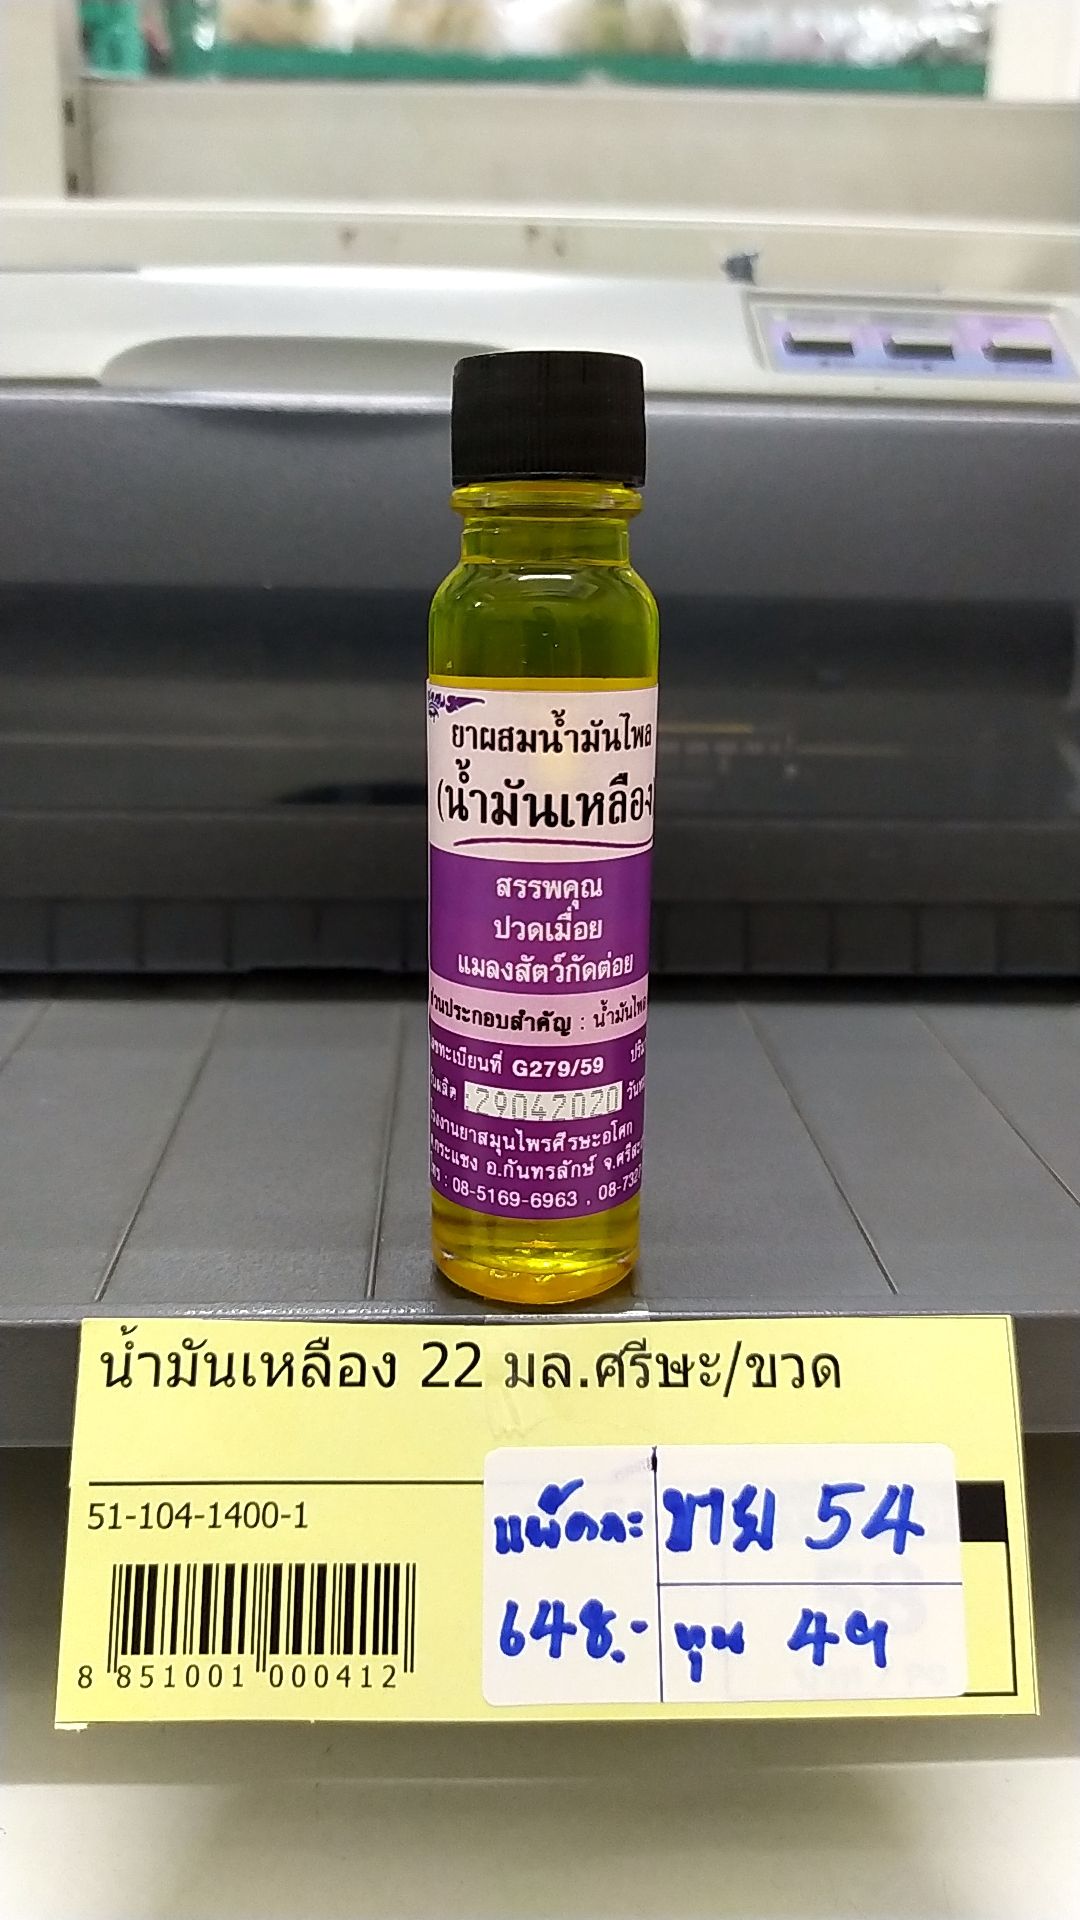 ยาผสมน้ำมันไพล
(น้ำมันเหลือง
สรรพคุณ
ปวดเมื่อย
แมลงสัตว์กัดต่อย
ส่วนประกอบสำคัญ : น้ำมันไพล
เลขทะเบียนที่ G279/59
29042020
โรงงานยาสมุนไพรศีรษะอโศก
ต.กระแชง อ.กันทรลักษ์ จ.ศรีสะ
โทร : 08-5169-6963 , 08-732
น้ำมันเหลือง 22 มล.ศรีษะ/ขวด
51-104-1400-1
8 851001 000412
แพ็คละ
648.-
ขาย 54
ทุน 49